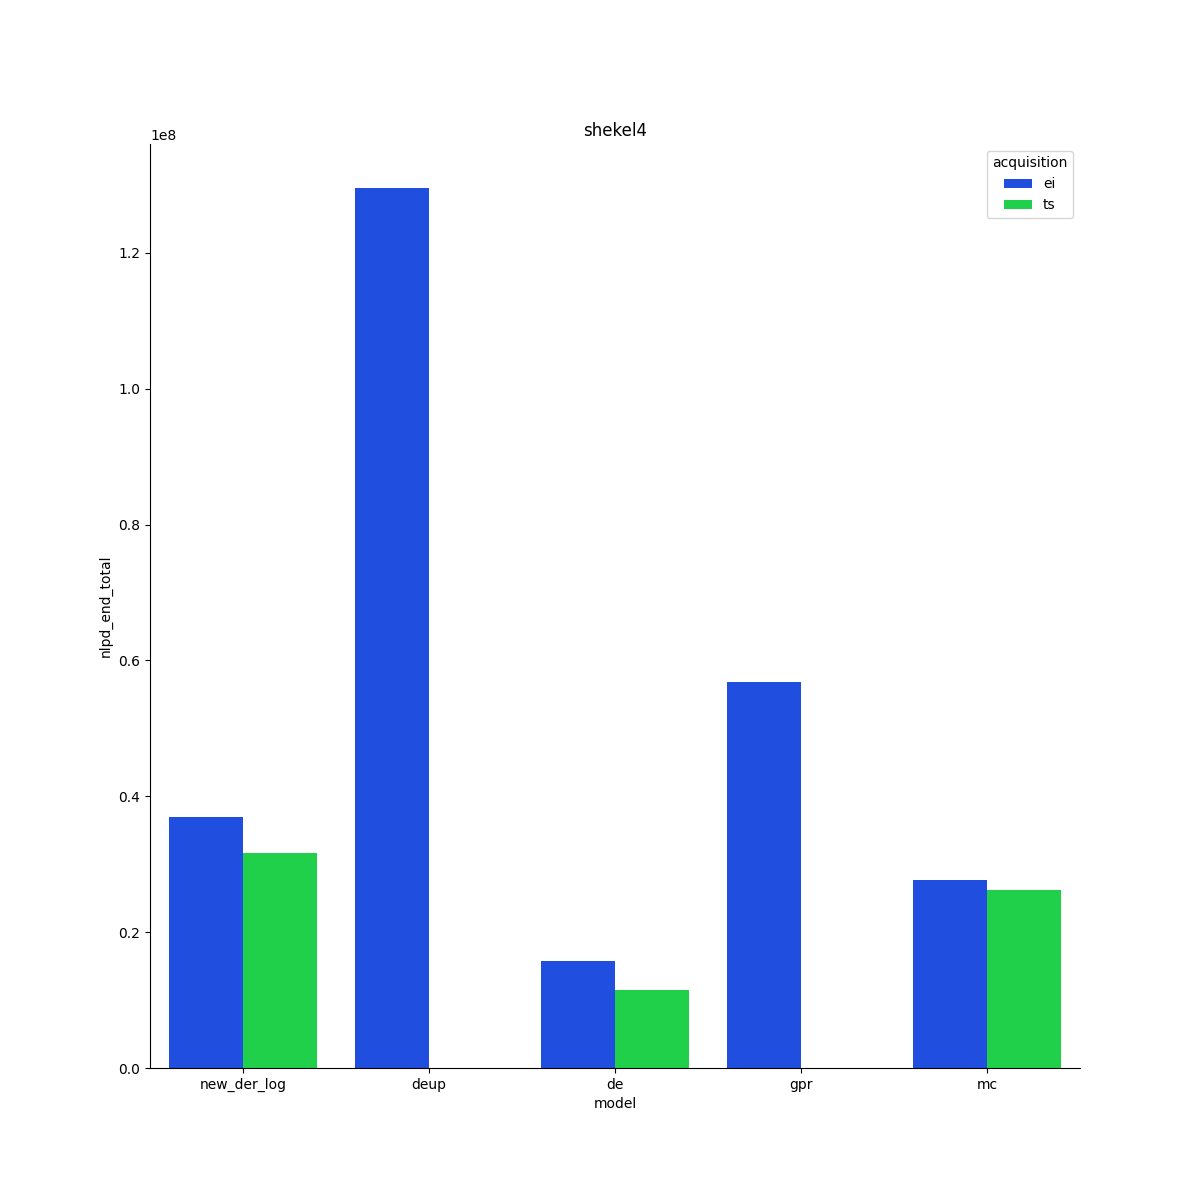 shekel4
1e8
acquisition
ei
ts
1.2
1.0
0.8
0.6
0.4
0.2
0.0
nlpd_end_total
new_der_log deup de gpr mc
model